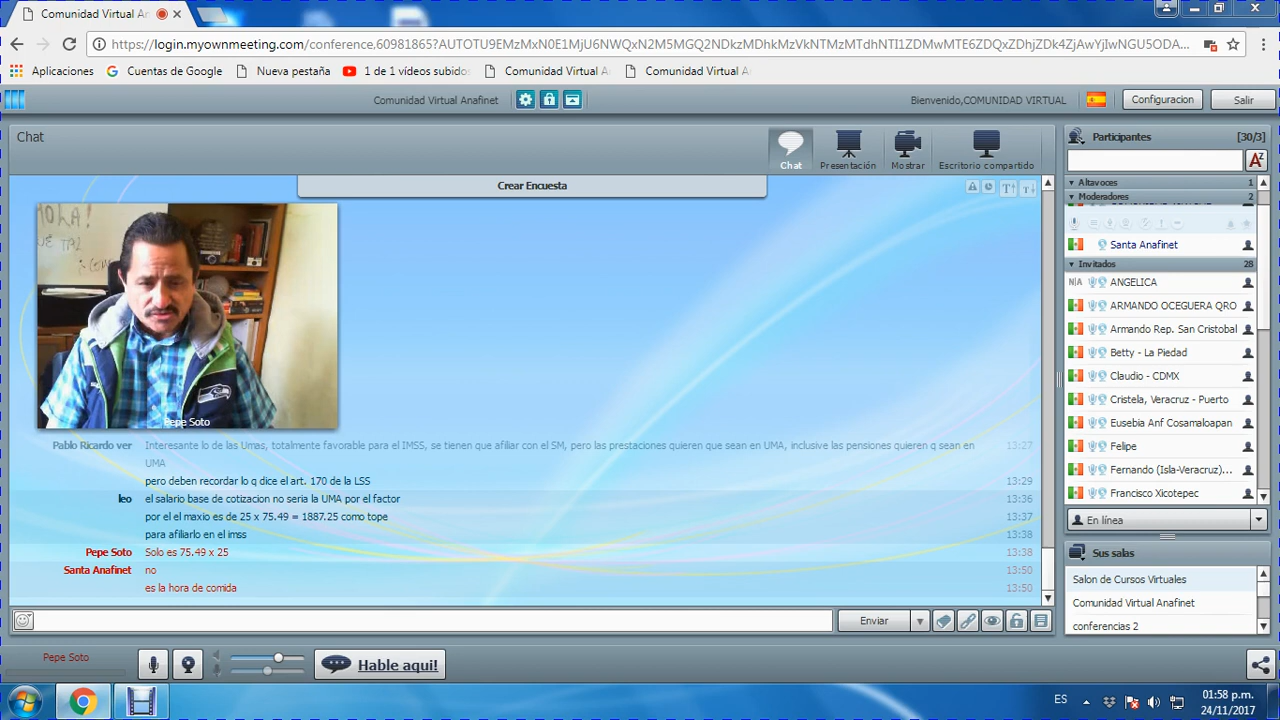 Comunidad Virtual An
https://login.myownmeeting.com/conference,60981865?AUTOTU9EMzMxN0E1MjU6NWQxN2M5MGQ2NDkzMDhkMzVkNTMzMTdhNTI1ZDMwMTE6ZDQxZDhjZDk4ZjAwYjIwNGU5ODA...
Aplicaciones
Cuentas de Google
Nueva pestaña
1 de 1 vídeos subidos
Comunidad Virtual A
Comunidad Virtual A
Comunidad Virtual Anafinet
Bienvenido,COMUNIDAD VIRTUAL
Configuracion
Salir
Chat
Chat
Presentación
Mostrar
Escritorio compartido
Crear Encuesta
HOLA!
Pepe Soto
Pablo Ricardo ver Interesante lo de las Umas, totalmente favorable para el IMSS, se tienen que afiliar con el SM, pero las prestaciones quieren que sean en UMA, inclusive las pensiones quieren q sean en 13:27
UMA
pero deben recordar lo q dice el art. 170 de la LSS 13:29
leo el salario base de cotizacion no seria la UMA por el factor 13:36
por el el maxio es de 25 x 75.49 = 1887.25 como tope 13:37
para afiliarlo en el imss 13:38
Pepe Soto Solo es 75.49 x 25 13:38
Santa Anafinet no 13:50
es la hora de comida 13:50
Enviar
Participantes [30/3]
AZ
Altavoces 1
Moderadores 2
Santa Anafinet
Invitados 28
N/A ANGELICA
ARMANDO OCEGUERA QRO
Armando Rep. San Cristobal
Betty - La Piedad
Claudio - CDMX
Cristela, Veracruz - Puerto
Eusebia Anf Cosamaloapan
Felipe
Fernando (Isla-Veracruz)...
Francisco Xicotepec
En línea
Sus salas
Salon de Cursos Virtuales
Comunidad Virtual Anafinet
conferencias 2
Pepe Soto
Hable aqui!
ES
01:58 p.m.
24/11/2017